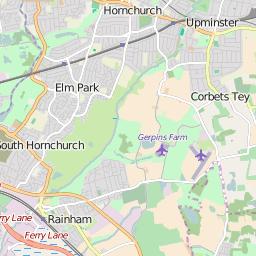 Hornchurch
Upminster
Elm Park
Corbets Tey
Gerpins Farm
South Hornchurch
Rainham
Ferry Lane
Ferry Lane